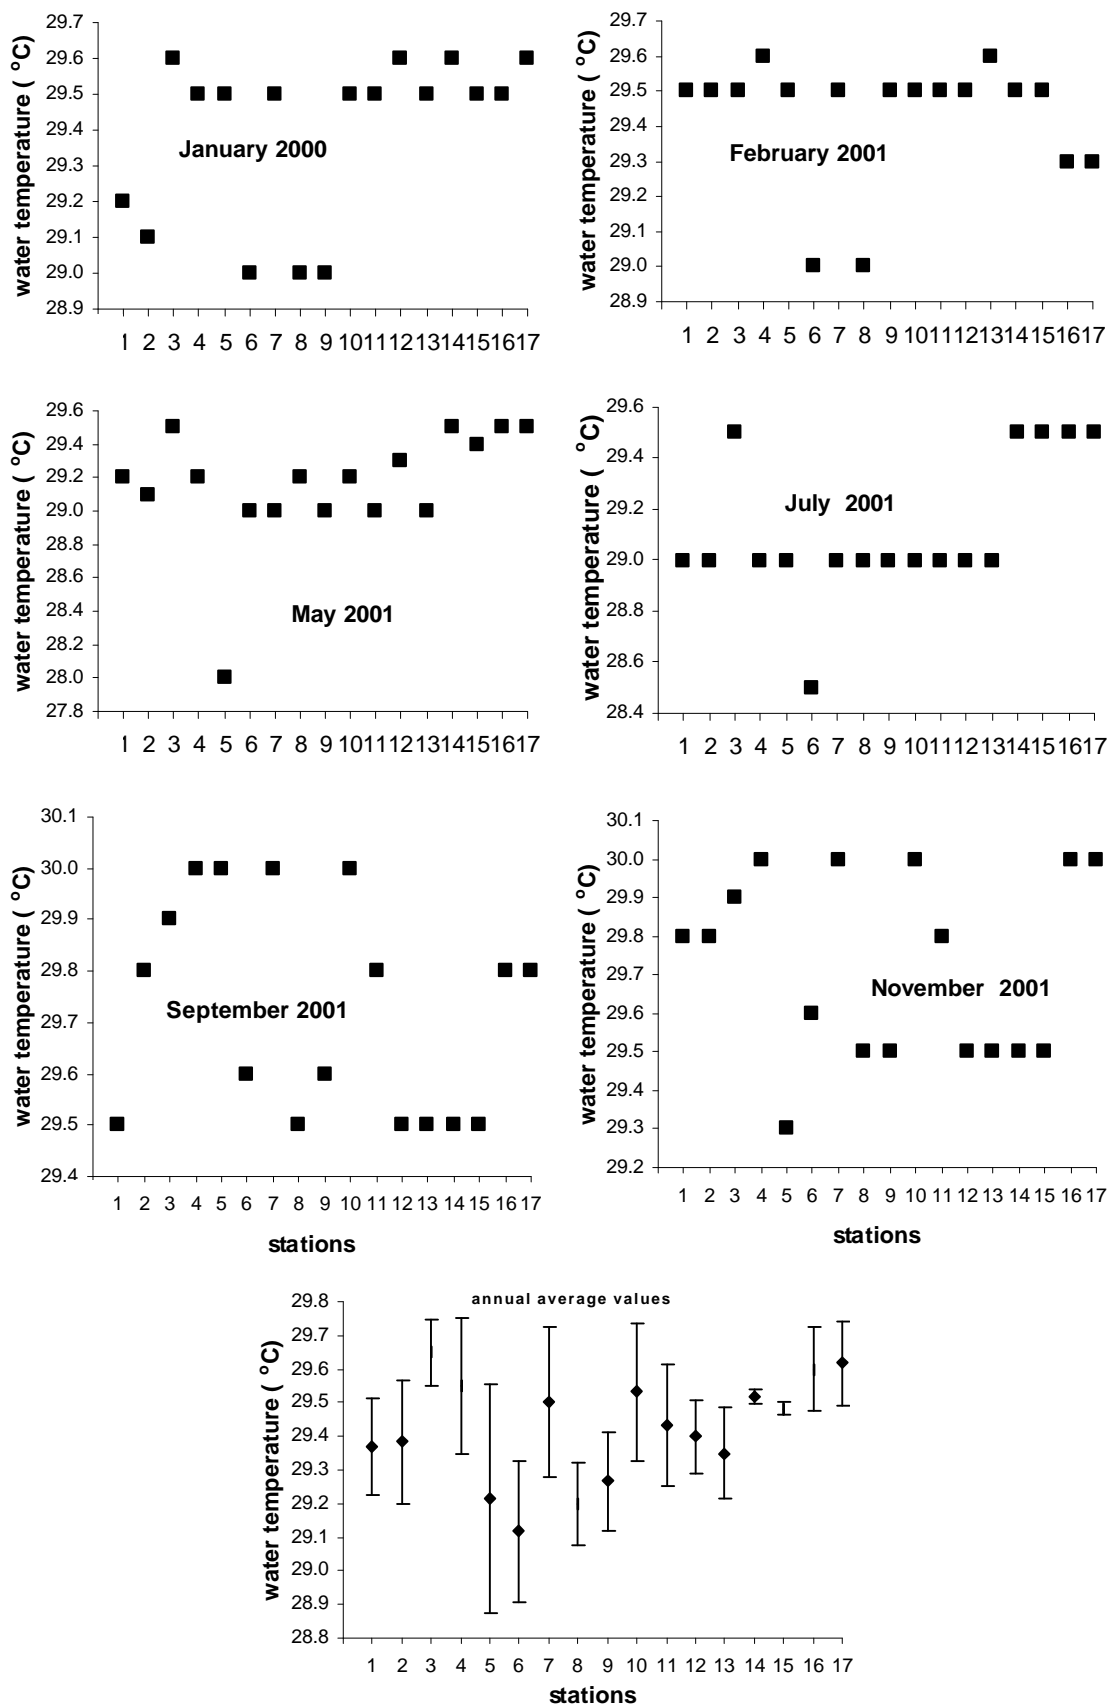 29.7
29.6
29.5
29.4
29.3
29.2
29.1
29.0
28.9
water temperature ( °C)
January 2000
1 2 3 4 5 6 7 8 9 10 11 12 13 14 15 16 17
29.7
29.6
29.5
29.4
29.3
29.2
29.1
29.0
28.9
water temperature ( °C)
February 2001
1 2 3 4 5 6 7 8 9 10 11 12 13 14 15 16 17
29.6
29.4
29.2
29.0
28.8
28.6
28.4
28.2
28.0
27.8
water temperature ( °C)
May 2001
1 2 3 4 5 6 7 8 9 10 11 12 13 14 15 16 17
29.6
29.4
29.2
29.0
28.8
28.6
28.4
water temperature ( °C)
July 2001
1 2 3 4 5 6 7 8 9 10 11 12 13 14 15 16 17
30.1
30.0
29.9
29.8
29.7
29.6
29.5
29.4
water temperature ( °C)
September 2001
1 2 3 4 5 6 7 8 9 10 11 12 13 14 15 16 17
stations
30.1
30.0
29.9
29.8
29.7
29.6
29.5
29.4
29.3
29.2
water temperature ( °C)
November 2001
1 2 3 4 5 6 7 8 9 10 11 12 13 14 15 16 17
stations
annual average values
29.8
29.7
29.6
29.5
29.4
29.3
29.2
29.1
29.0
28.9
28.8
water temperature ( °C)
1 2 3 4 5 6 7 8 9 10 11 12 13 14 15 16 17
stations